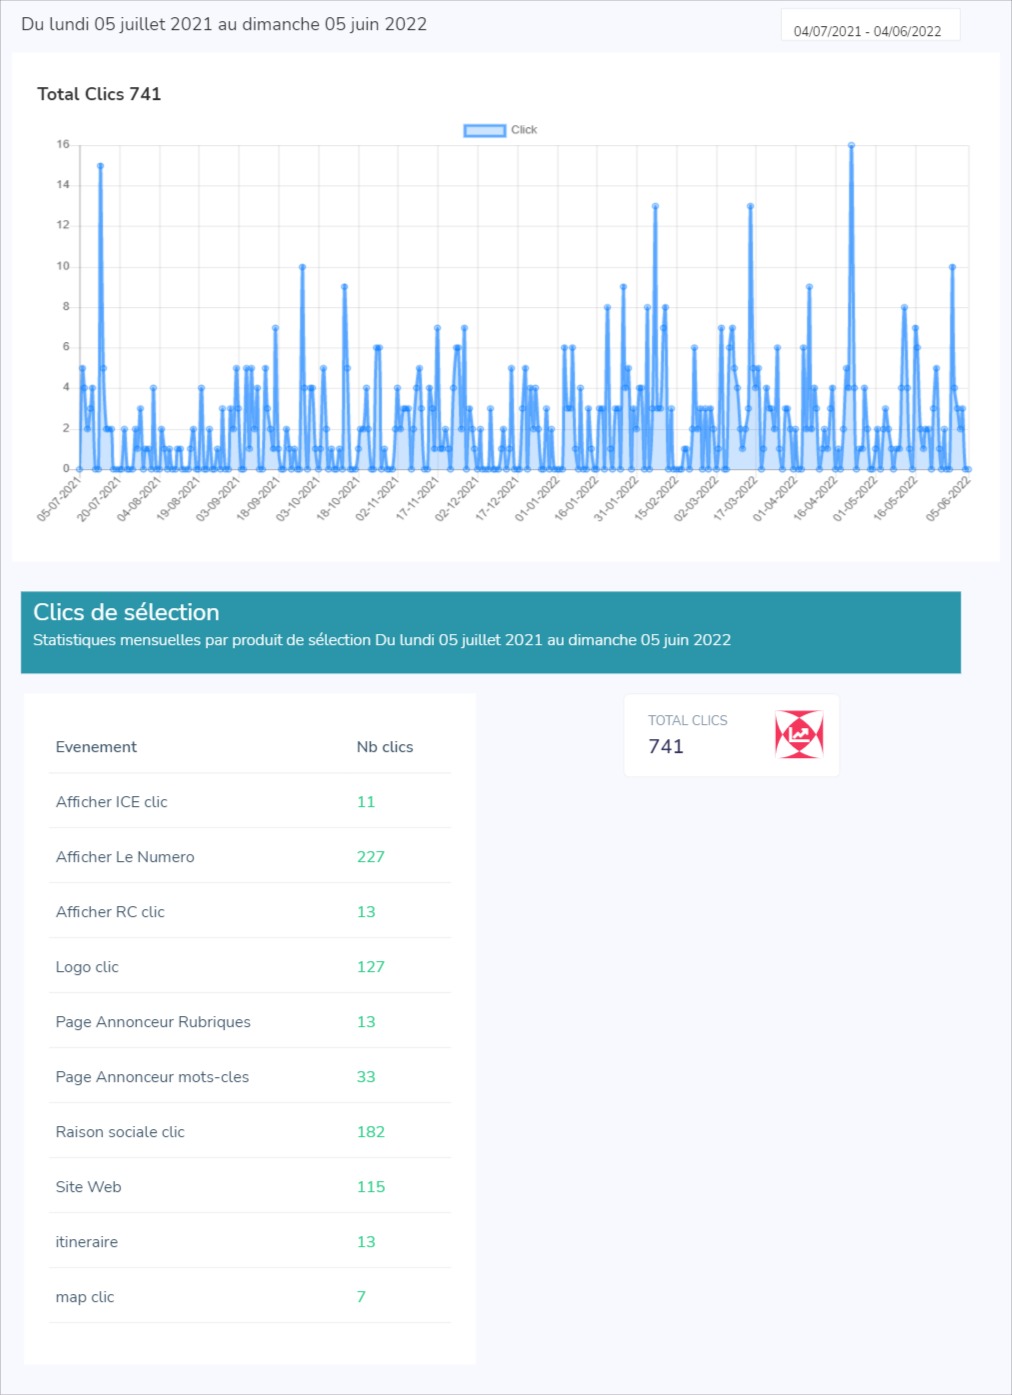 Du lundi 05 juillet 2021 au dimanche 05 juin 2022
04/07/2021 - 04/06/2022
Total Clics 741
Click
16
14
12
10
8
6
4
2
0
05-07-2021
20-07-2021
04-08-2021
19-08-2021
03-09-2021
18-09-2021
03-10-2021
18-10-2021
02-11-2021
17-11-2021
02-12-2021
17-12-2021
01-01-2022
16-01-2022
31-01-2022
15-02-2022
02-03-2022
17-03-2022
01-04-2022
16-04-2022
01-05-2022
16-05-2022
05-06-2022
Clics de sélection
Statistiques mensuelles par produit de sélection Du lundi 05 juillet 2021 au dimanche 05 juin 2022
Evenement Nb clics
Afficher ICE clic 11
Afficher Le Numero 227
Afficher RC clic 13
Logo clic 127
Page Annonceur Rubriques 13
Page Annonceur mots-cles 33
Raison sociale clic 182
Site Web 115
itineraire 13
map clic 7
TOTAL CLICS
741